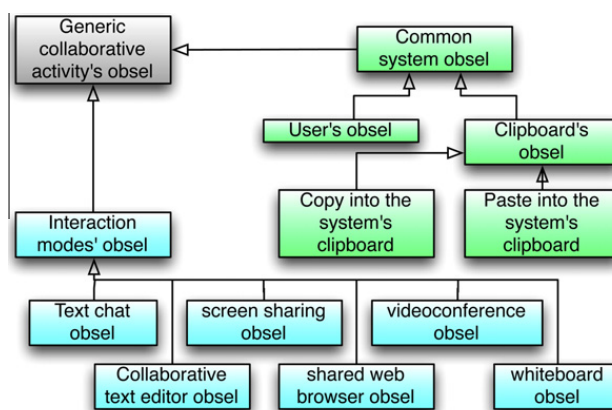 Generic
collaborative
activity's obsel
Common
system obsel
User's obsel
Clipboard's
obsel
Copy into the
system's
clipboard
Paste into the
system's
clipboard
Interaction
modes' obsel
Text chat
obsel
screen sharing
obsel
videoconference
obsel
Collaborative
text editor obsel
shared web
browser obsel
whiteboard
obsel